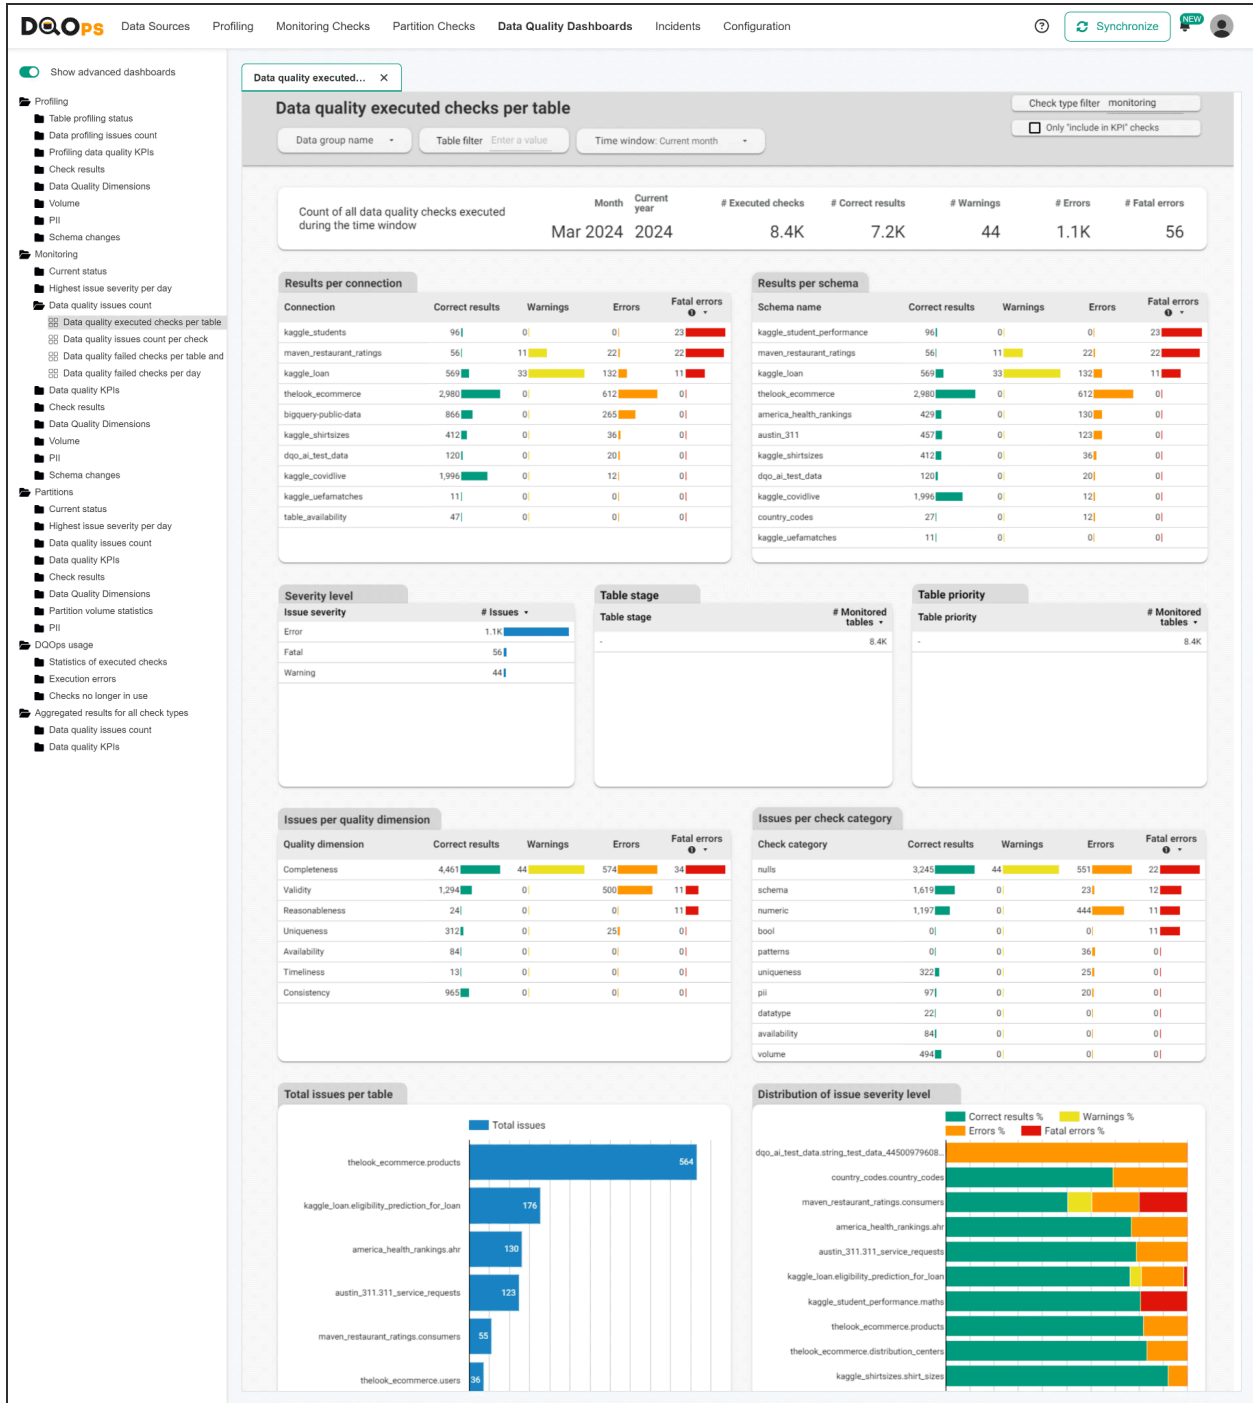 DQOps Data Sources Profiling Monitoring Checks Partition Checks Data Quality Dashboards Incidents Configuration Synchronize NEW
Show advanced dashboards
Profiling
Table profiling status
Data profiling issues count
Profiling data quality KPIs
Check results
Data Quality Dimensions
Volume
PII
Schema changes
Monitoring
Current status
Highest issue severity per day
Data quality issues count
Data quality executed checks per table
Data quality issues count per check
Data quality failed checks per table and
Data quality failed checks per day
Data quality KPIs
Check results
Data Quality Dimensions
Volume
PII
Schema changes
Partitions
Current status
Highest issue severity per day
Data quality issues count
Data quality KPIs
Check results
Data Quality Dimensions
Partition volume statistics
PII
DQOps usage
Statistics of executed checks
Execution errors
Checks no longer in use
Aggregated results for all check types
Data quality issues count
Data quality KPIs
Data quality executed...
Data quality executed checks per table
Check type filter monitoring
Only "include in KPI" checks
Data group name Table filter Enter a value Time window: Current month
Count of all data quality checks executed
during the time window
Month Current year # Executed checks # Correct results # Warnings # Errors # Fatal errors
Mar 2024 2024 8.4K 7.2K 44 1.1K 56
Results per connection
Connection Correct results Warnings Errors Fatal errors
kaggle_students 96 0 0 23
maven_restaurant_ratings 56 11 22 22
kaggle_loan 569 33 132 11
thelook_ecommerce 2,980 0 612 0
bigquery-public-data 866 0 265 0
kaggle_shirtsizes 412 0 36 0
dqo_ai_test_data 120 0 20 0
kaggle_covidlive 1,996 0 12 0
kaggle_uefamatches 11 0 0 0
table_availability 47 0 0 0
Results per schema
Schema name Correct results Warnings Errors Fatal errors
kaggle_student_performance 96 0 0 23
maven_restaurant_ratings 56 11 22 22
kaggle_loan 569 33 132 11
thelook_ecommerce 2,980 0 612 0
america_health_rankings 429 0 130 0
austin_311 457 0 123 0
kaggle_shirtsizes 412 0 36 0
dqo_ai_test_data 120 0 20 0
kaggle_covidlive 1,996 0 12 0
country_codes 27 0 12 0
kaggle_uefamatches 11 0 0 0
Severity level
Issue severity # Issues
Error 1.1K
Fatal 56
Warning 44
Table stage
Table stage # Monitored tables
- 8.4K
Table priority
Table priority # Monitored tables
- 8.4K
Issues per quality dimension
Quality dimension Correct results Warnings Errors Fatal errors
Completeness 4,461 44 574 34
Validity 1,294 0 500 11
Reasonableness 24 0 0 11
Uniqueness 312 0 25 0
Availability 84 0 0 0
Timeliness 13 0 0 0
Consistency 965 0 0 0
Issues per check category
Check category Correct results Warnings Errors Fatal errors
nulls 3,245 44 551 22
schema 1,619 0 23 12
numeric 1,197 0 444 11
bool 0 0 0 11
patterns 0 0 36 0
uniqueness 322 0 25 0
pii 97 0 20 0
datatype 22 0 0 0
availability 84 0 0 0
volume 494 0 0 0
Total issues per table
Total issues
thelook_ecommerce.products 564
kaggle_loan.eligibility_prediction_for_loan 176
america_health_rankings.ahr 130
austin_311.311_service_requests 123
maven_restaurant_ratings.consumers 55
thelook_ecommerce.users 36
Distribution of issue severity level
Correct results % Warnings %
Errors % Fatal errors %
dqo_ai_test_data.string_test_data_44500979608...
country_codes.country_codes
maven_restaurant_ratings.consumers
america_health_rankings.ahr
austin_311.311_service_requests
kaggle_loan.eligibility_prediction_for_loan
kaggle_student_performance.maths
thelook_ecommerce.products
thelook_ecommerce.distribution_centers
kaggle_shirtsizes.shirt_sizes